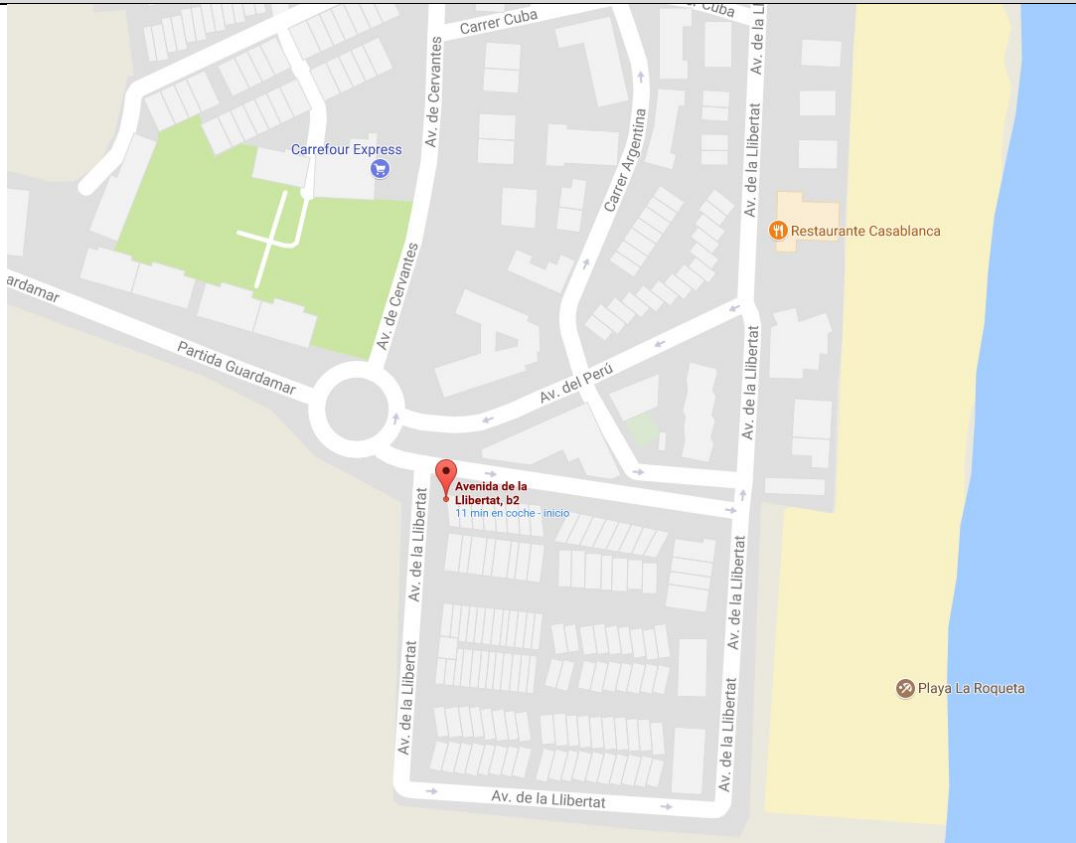 Carrer Cuba
Cuba
Av. de la Ll
Av. de Cervantes
Carrefour Express
Carrer Argentina
Av. de la Llibertat
Restaurante Casablanca
Av. de Cervantes
ardamar
Partida Guardamar
Av. del Perú
Av. de la Llibertat
Avenida de la
Llibertat, b2
11 min en coche - inicio
Av. de la Llibertat
Av. de la Llibertat
Av. de la Llibertat
Playa La Roqueta
Av. de la Llibertat
Av. de la Llibertat